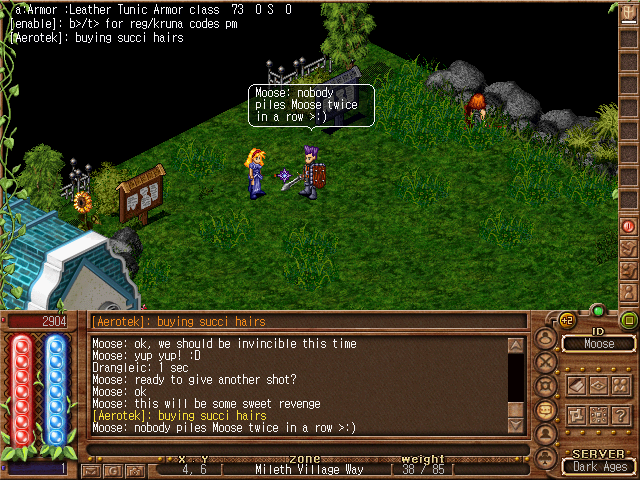 a:Armor :Leather Tunic Armor class  73  0 S  0
[enable]: b>/t> for reg/kruna codes pm
[Aerotek]: buying succi hairs
Moose: nobody
piles Moose twice
in a row >:)
2904
[Aerotek]: buying succi hairs
+2
ID
Moose
Moose: ok, we should be invincible this time
Moose: yup yup! :D
Drangleic: 1 sec
Moose: ready to give another shot?
Moose: ok
Moose: this will be some sweet revenge
[Aerotek]: buying succi hairs
Moose: nobody piles Moose twice in a row >:)
?
SERVER
Dark Ages
1
G
X Y ZONE weight
4, 6 [ Mileth Village Way ] 38 / 85 [